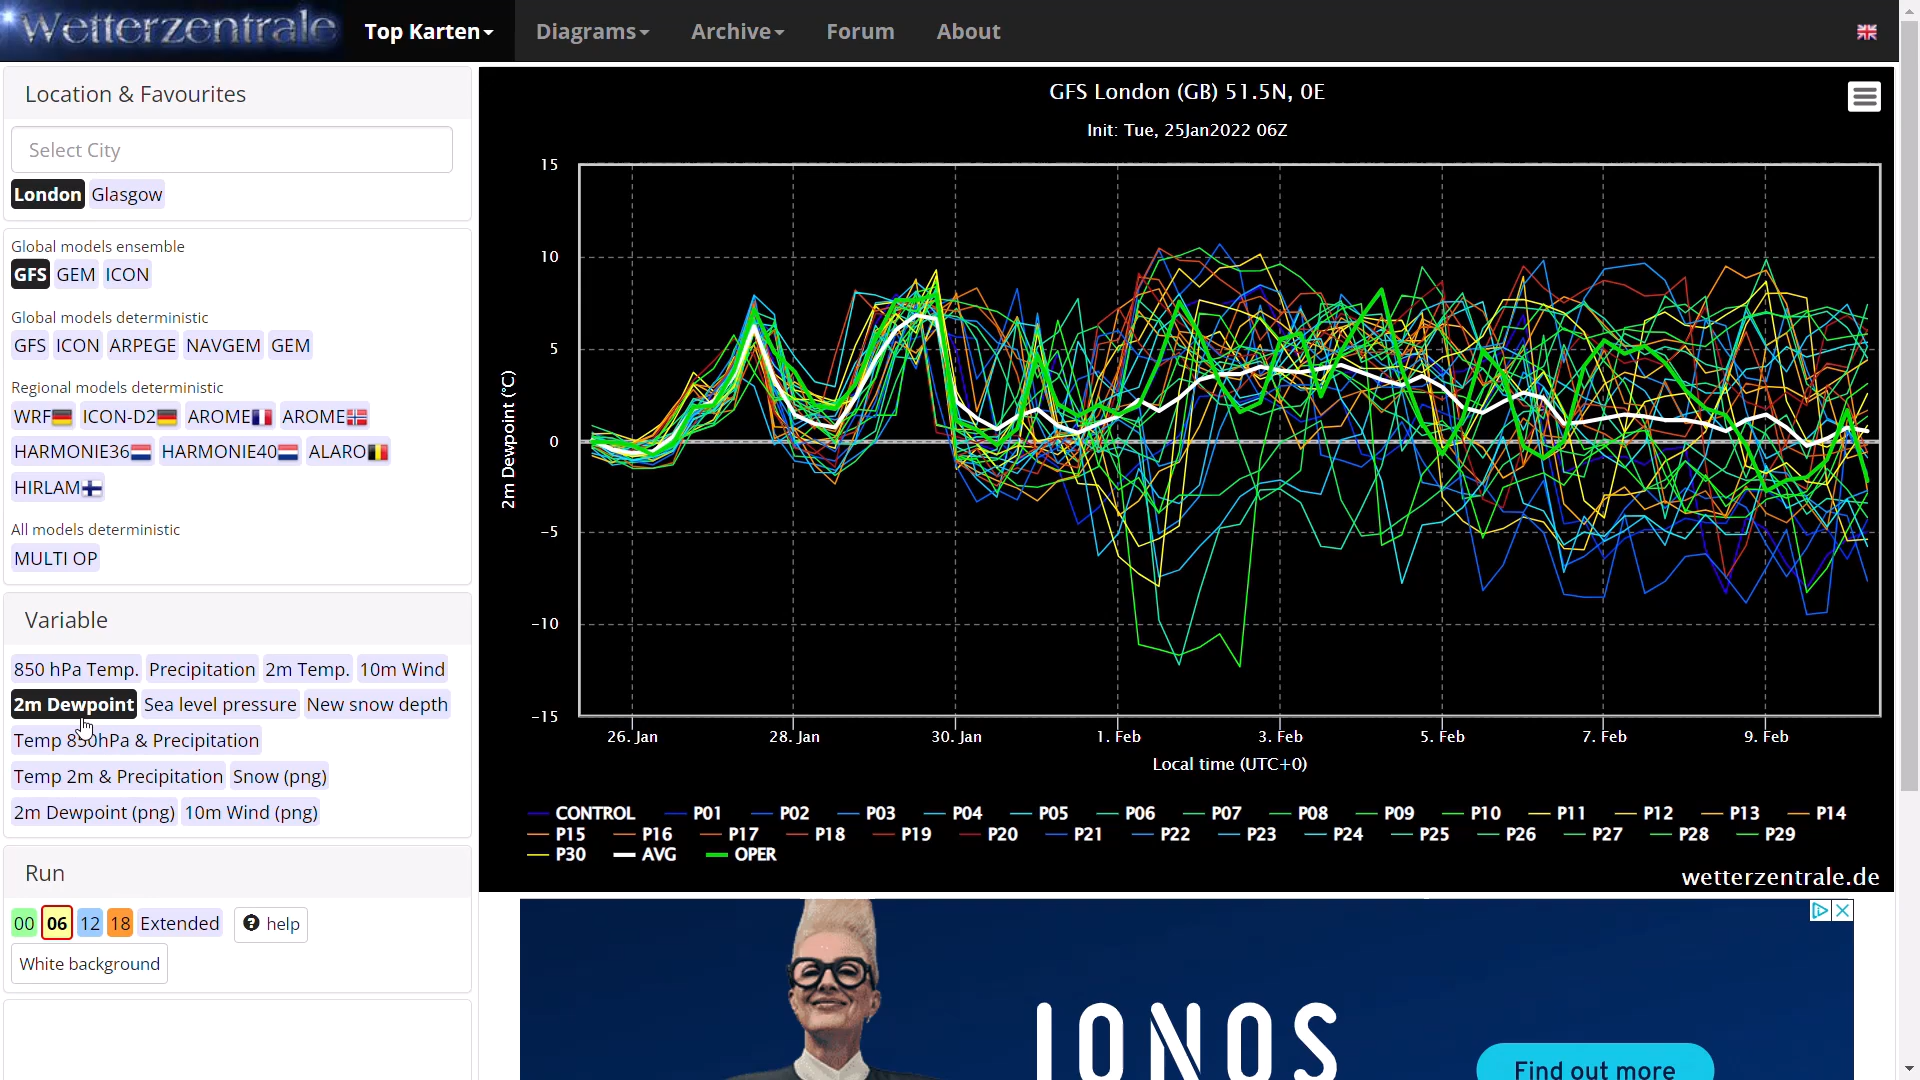 Wetterzentrale
Top Karten
Diagrams
Archive
Forum
About
Location & Favourites
Select City
London Glasgow
Global models ensemble
GFS GEM ICON
Global models deterministic
GFS ICON ARPEGE NAVGEM GEM
Regional models deterministic
WRF ICON-D2 AROME AROME
HARMONIE36 HARMONIE40 ALARO
HIRLAM
All models deterministic
MULTI OP
Variable
850 hPa Temp. Precipitation 2m Temp. 10m Wind
2m Dewpoint Sea level pressure New snow depth
Temp 850hPa & Precipitation
Temp 2m & Precipitation Snow (png)
2m Dewpoint (png) 10m Wind (png)
Run
00 06 12 18 Extended ? help
White background
GFS London (GB) 51.5N, 0E
Init: Tue, 25Jan2022 06Z
15
10
5
0
-5
-10
-15
2m Dewpoint (°C)
26. Jan 28. Jan 30. Jan 1. Feb 3. Feb 5. Feb 7. Feb 9. Feb
Local time (UTC+0)
CONTROL P01 P02 P03 P04 P05 P06 P07 P08 P09 P10 P11 P12 P13 P14
P15 P16 P17 P18 P19 P20 P21 P22 P23 P24 P25 P26 P27 P28 P29
P30 AVG OPER
wetterzentrale.de
IONOS
Find out more